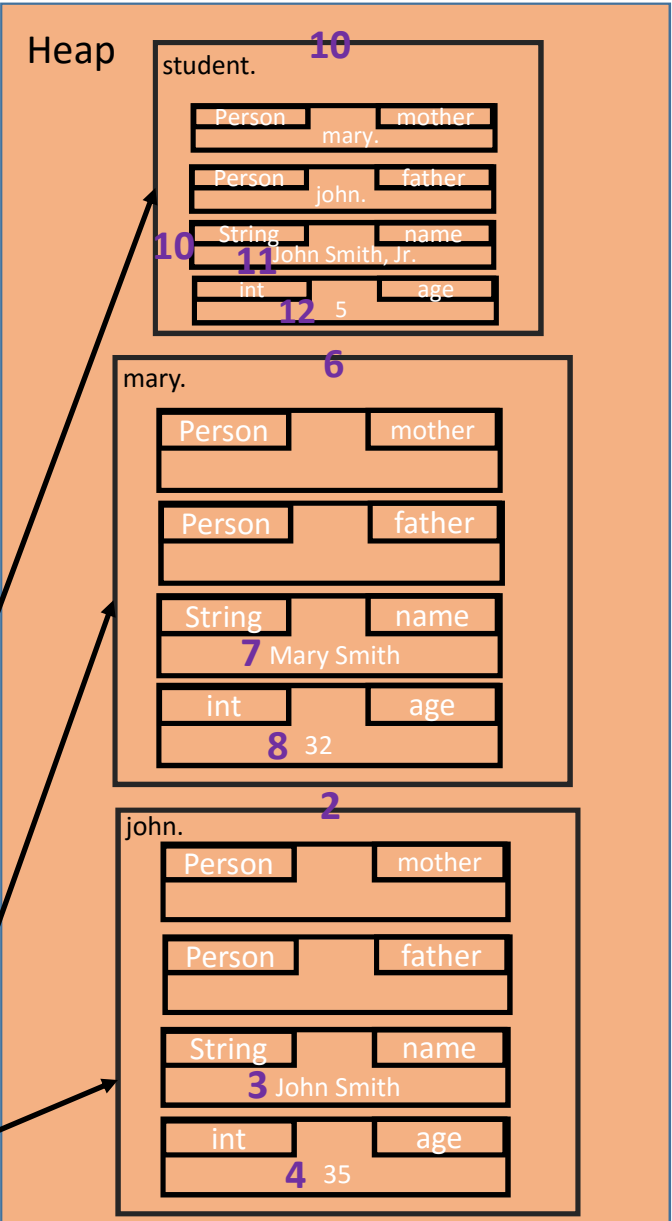 Heap
10
student.
Person mother
mary.
Person father
john.
10 String name
11 John Smith, Jr.
int age
12 5
6
mary.
Person mother
Person father
String name
7 Mary Smith
int age
8 32
2
john.
Person mother
Person father
String name
3 John Smith
int age
4 35